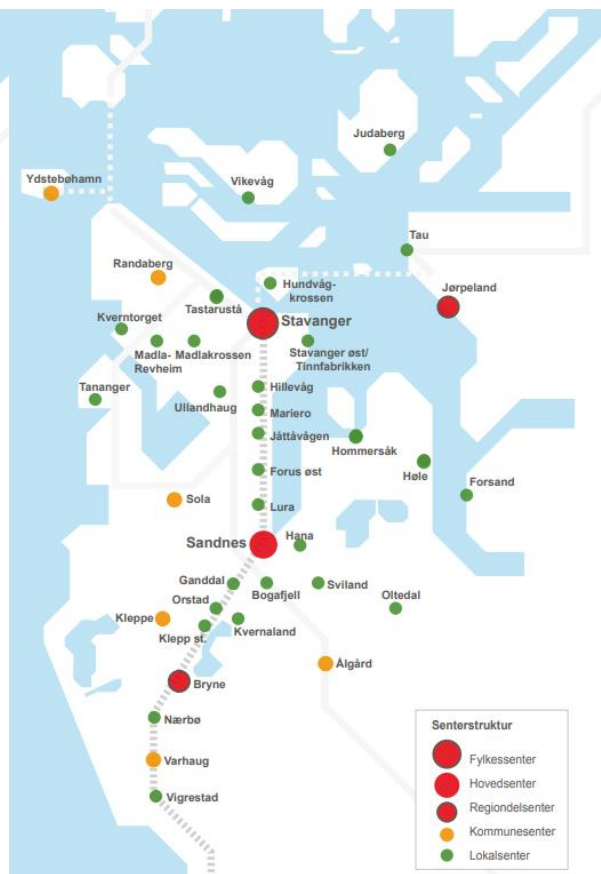 Judaberg
Ydstebøhamn
Vikevåg
Tau
Randaberg
Hundvåg-
krossen
Jørpeland
Tastarustå
Kverntorget
Stavanger
Madla-
Revheim
Madlakrossen
Stavanger øst/
Tinnfabrikken
Tananger
Ullandhaug
Hillevåg
Mariero
Jåttåvågen
Hommersåk
Forus øst
Høle
Forsand
Sola
Lura
Sandnes
Hana
Ganddal
Bogafjell
Sviland
Orstad
Oltedal
Kleppe
Klepp st.
Kvernaland
Ålgård
Bryne
Nærbø
Varhaug
Vigrestad
Senterstruktur
Fylkessenter
Hovedsenter
Regiondelsenter
Kommunesenter
Lokalsenter